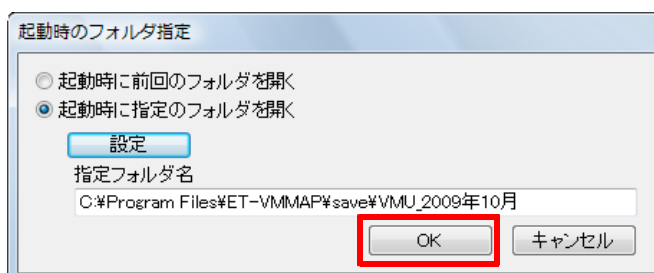 起動時のフォルダ指定
起動時に前回のフォルダを開く
起動時に指定のフォルダを開く
設定
指定フォルダ名
C:¥Program Files¥ET-VMMAP¥save¥VMU_2009年10月
OK キャンセル